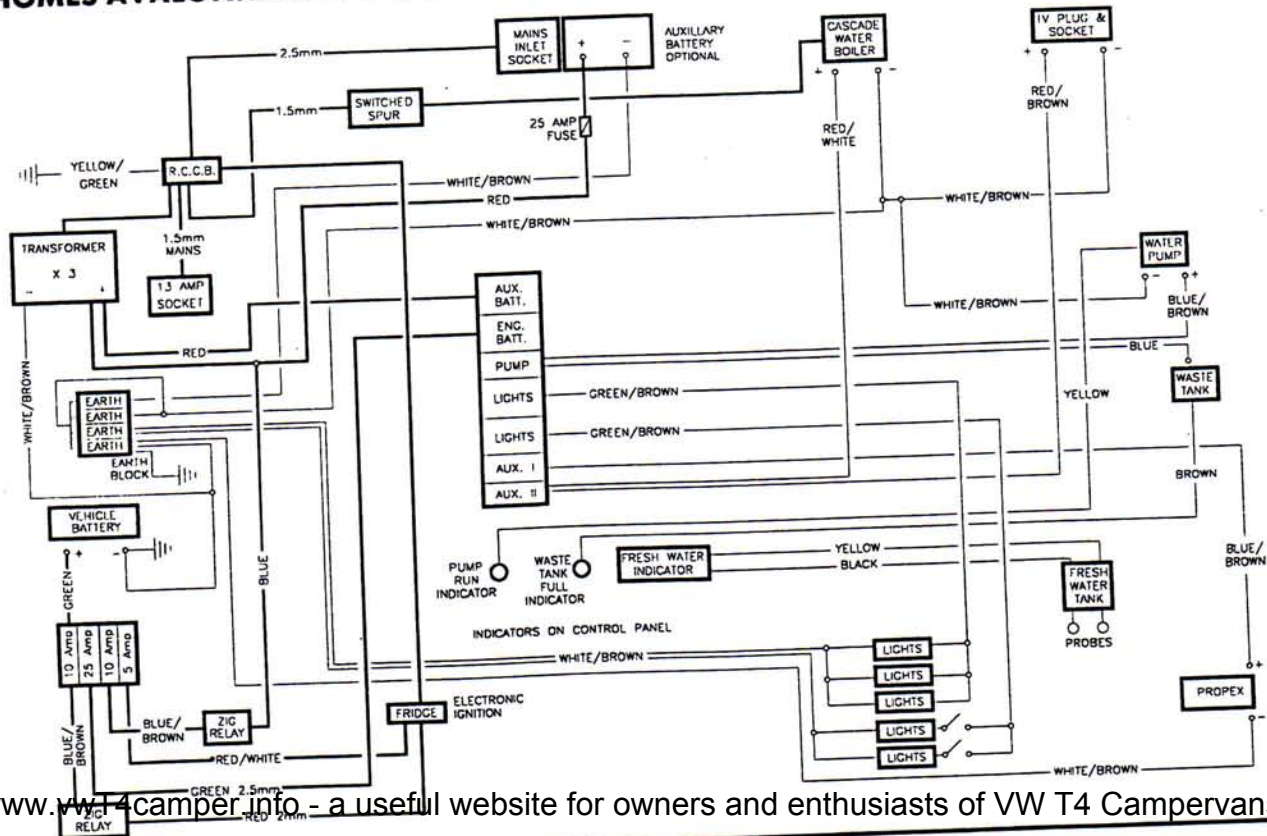 HOMES AVALON
MAINS
INLET
SOCKET
+ -
AUXILLARY
BATTERY
OPTIONAL
CASCADE
WATER
BOILER
+ -
IV PLUG &
SOCKET
+ -
2.5mm
1.5mm
SWITCHED
SPUR
25 AMP
FUSE
RED/
WHITE
RED/
BROWN
YELLOW/
GREEN
R.C.C.B.
WHITE/BROWN
RED
WHITE/BROWN
WHITE/BROWN
TRANSFORMER
X 3
- +
1.5mm
MAINS
13 AMP
SOCKET
WATER
PUMP
- +
WHITE/BROWN
BLUE/
BROWN
AUX.
BATT.
ENG.
BATT.
PUMP
LIGHTS
LIGHTS
AUX. I
AUX. II
RED
BLUE
WASTE
TANK
GREEN/BROWN
GREEN/BROWN
YELLOW
BROWN
WHITE/BROWN
EARTH
EARTH
EARTH
EARTH
EARTH
BLOCK
VEHICLE
BATTERY
+ -
GREEN
BLUE
PUMP
RUN
INDICATOR
WASTE
TANK
FULL
INDICATOR
FRESH WATER
INDICATOR
YELLOW
BLACK
FRESH
WATER
TANK
PROBES
BLUE/
BROWN
INDICATORS ON CONTROL PANEL
10 Amp
25 Amp
10 Amp
5 Amp
WHITE/BROWN
LIGHTS
LIGHTS
LIGHTS
LIGHTS
LIGHTS
+
PROPEX
-
BLUE/
BROWN
BLUE/
BROWN
ZIG
RELAY
FRIDGE
ELECTRONIC
IGNITION
RED/WHITE
GREEN 2.5mm
RED 2mm
ZIG
RELAY
WHITE/BROWN
www.vwT4camper.info - a useful website for owners and enthusiasts of VW T4 Campervans